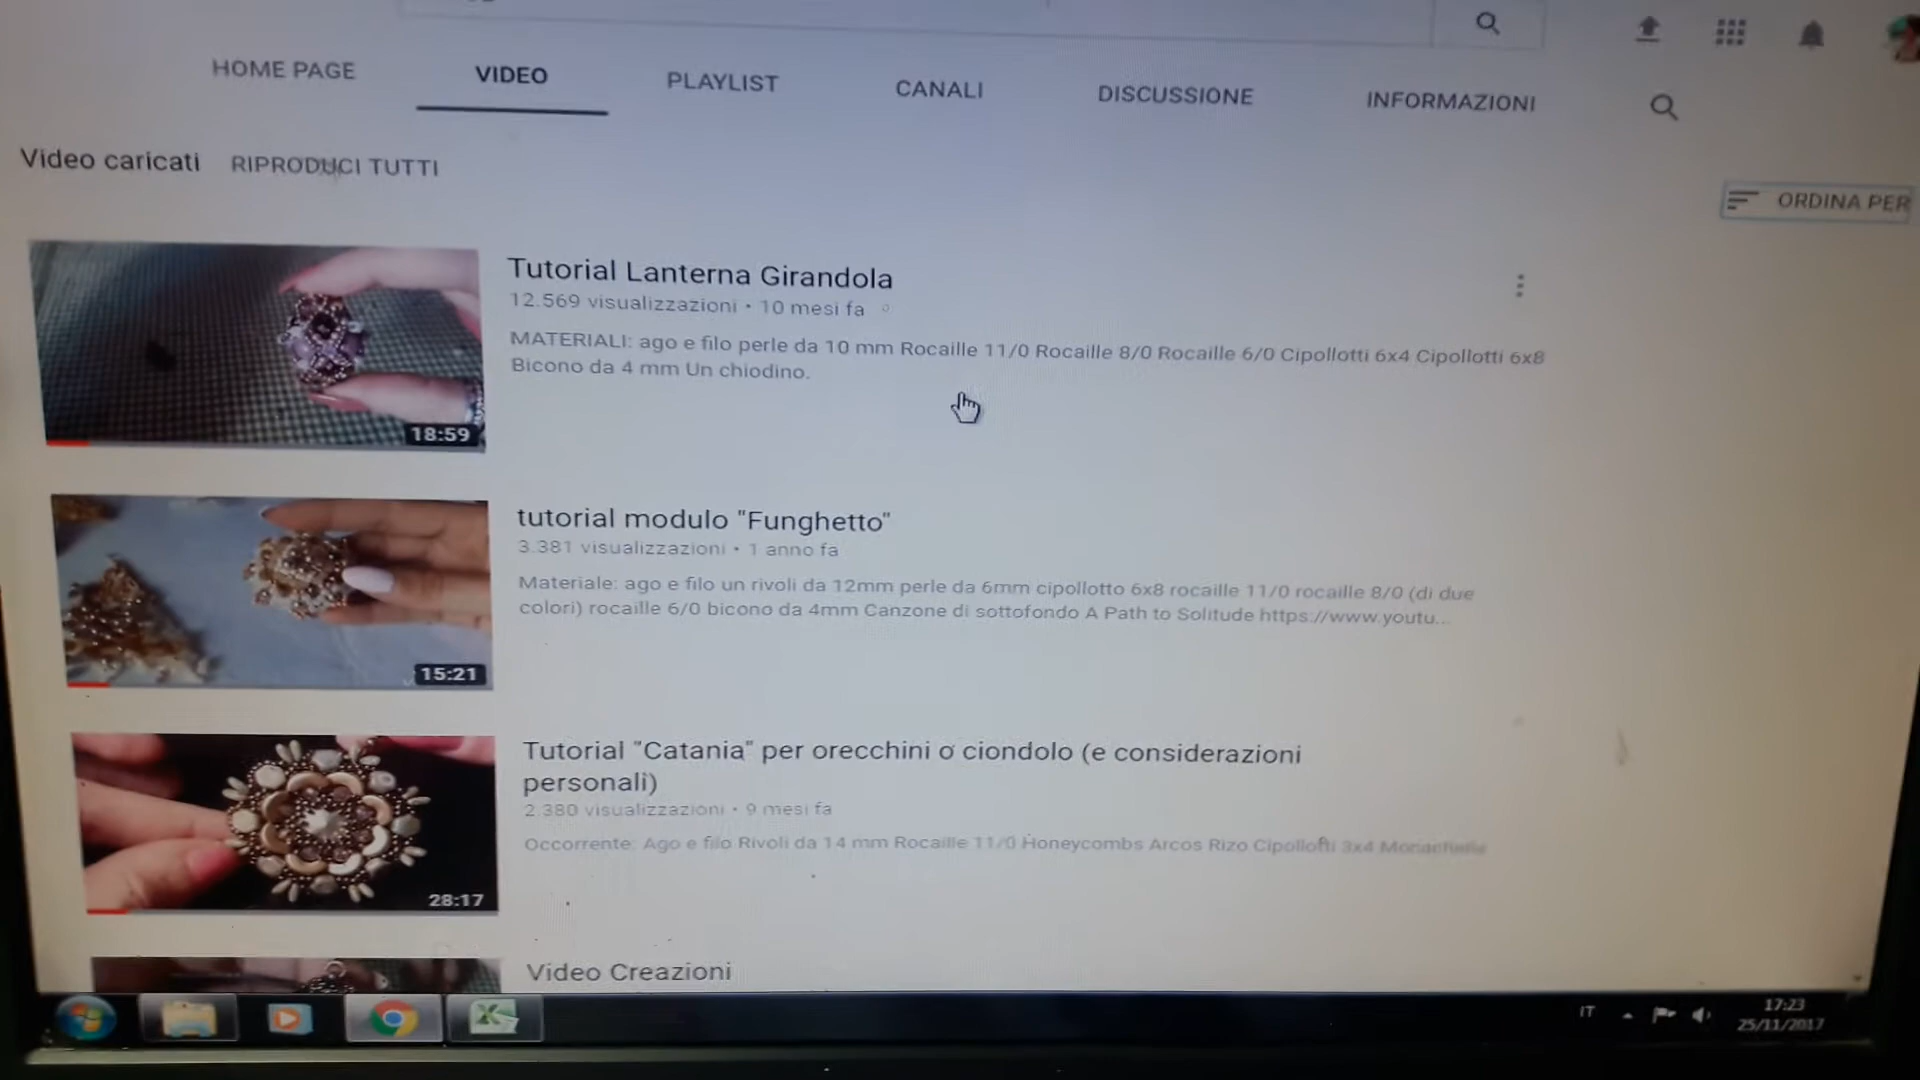 HOME PAGE VIDEO PLAYLIST CANALI DISCUSSIONE INFORMAZIONI
Video caricati RIPRODUCI TUTTI
ORDINA PER
Tutorial Lanterna Girandola
12.569 visualizzazioni • 10 mesi fa
MATERIALI: ago e filo perle da 10 mm Rocaille 11/0 Rocaille 8/0 Rocaille 6/0 Cipollotti 6x4 Cipollotti 6x8
Bicono da 4 mm Un chiodino.
18:59
tutorial modulo "Funghetto"
3.381 visualizzazioni • 1 anno fa
Materiale: ago e filo un rivoli da 12mm perle da 6mm cipollotto 6x8 rocaille 11/0 rocaille 8/0 (di due
colori) rocaille 6/0 bicono da 4mm Canzone di sottofondo A Path to Solitude https://www.youtu...
15:21
Tutorial "Catania" per orecchini o ciondolo (e considerazioni
personali)
2.380 visualizzazioni • 9 mesi fa
Occorrente: Ago e filo Rivoli da 14 mm Rocaille 11/0 Honeycombs Arcos Rizo Cipollotti 3x4 Monachelle
28:17
Video Creazioni
IT
17:23
25/11/2017